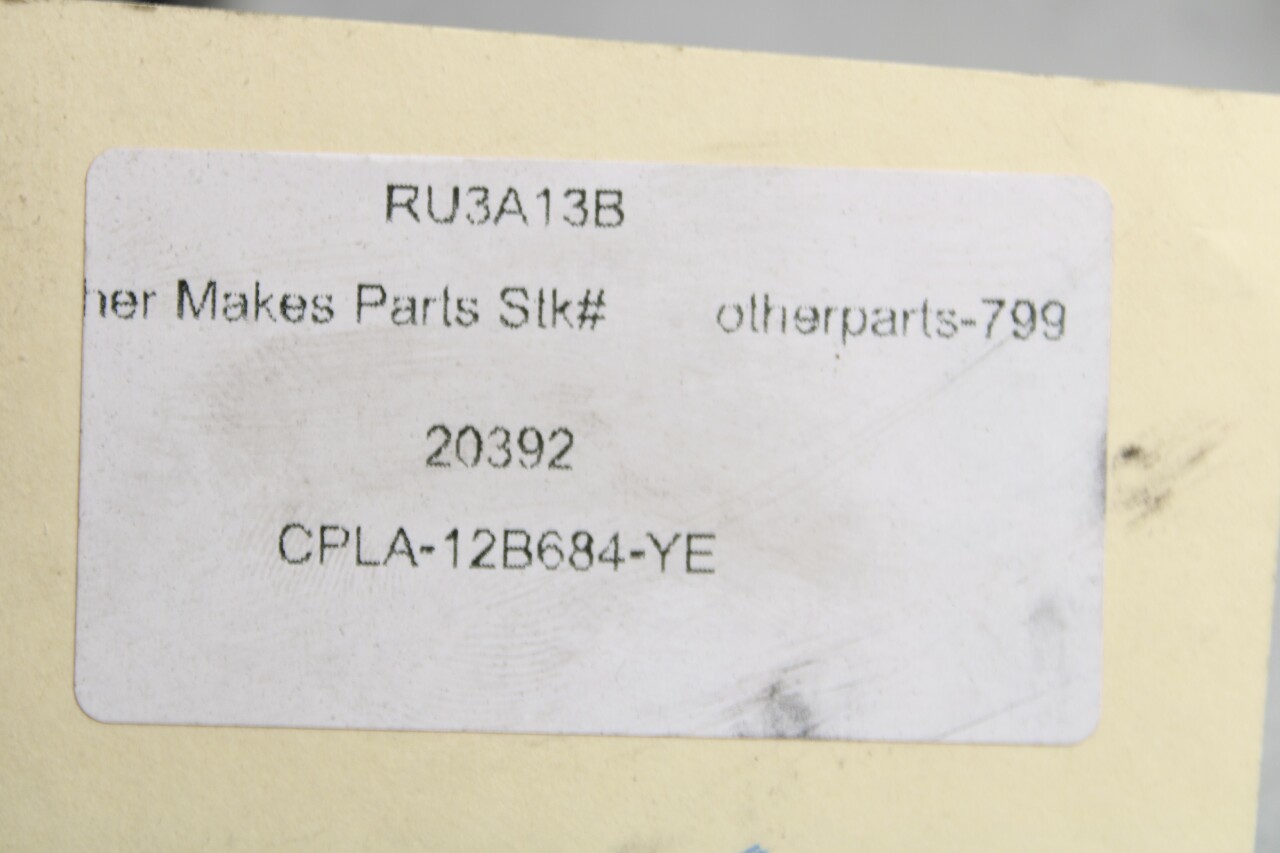 RU3A13B
her Makes Parts Stk# otherparts-799
20392
CPLA-12B684-YE